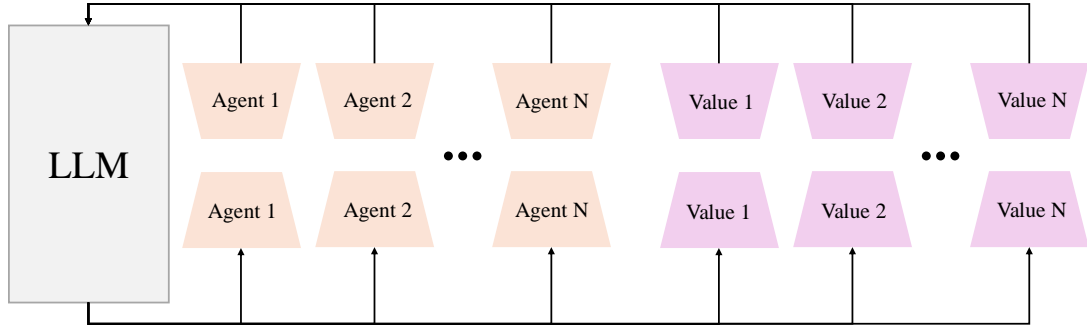 LLM
Agent 1
Agent 2
Agent N
Value 1
Value 2
Value N
Agent 1
Agent 2
Agent N
Value 1
Value 2
Value N